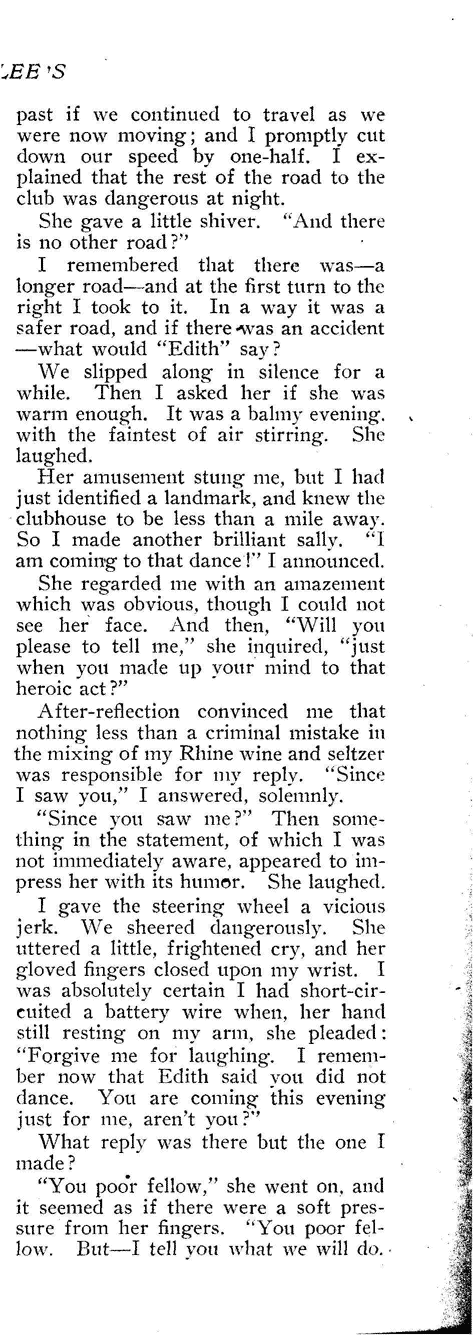 LEE'S
past if we continued to travel as we
were now moving; and I promptly cut
down our speed by one-half. I ex-
plained that the rest of the road to the
club was dangerous at night.
She gave a little shiver. "And there
is no other road?"
I remembered that there was—a
longer road—and at the first turn to the
right I took to it. In a way it was a
safer road, and if there was an accident
—what would "Edith" say?
We slipped along in silence for a
while. Then I asked her if she was
warm enough. It was a balmy evening.
with the faintest of air stirring. She
laughed.
Her amusement stung me, but I had
just identified a landmark, and knew the
clubhouse to be less than a mile away.
So I made another brilliant sally. "I
am coming to that dance!" I announced.
She regarded me with an amazement
which was obvious, though I could not
see her face. And then, "Will you
please to tell me," she inquired, "just
when you made up your mind to that
heroic act?"
After-reflection convinced me that
nothing less than a criminal mistake in
the mixing of my Rhine wine and seltzer
was responsible for my reply. "Since
I saw you," I answered, solemnly.
"Since you saw me?" Then some-
thing in the statement, of which I was
not immediately aware, appeared to im-
press her with its humor. She laughed.
I gave the steering wheel a vicious
jerk. We sheered dangerously. She
uttered a little, frightened cry, and her
gloved fingers closed upon my wrist. I
was absolutely certain I had short-cir-
cuited a battery wire when, her hand
still resting on my arm, she pleaded:
"Forgive me for laughing. I remem-
ber now that Edith said you did not
dance. You are coming this evening
just for me, aren't you?"
What reply was there but the one I
made?
"You poor fellow," she went on, and
it seemed as if there were a soft pres-
sure from her fingers. "You poor fel-
low. But—I tell you what we will do.